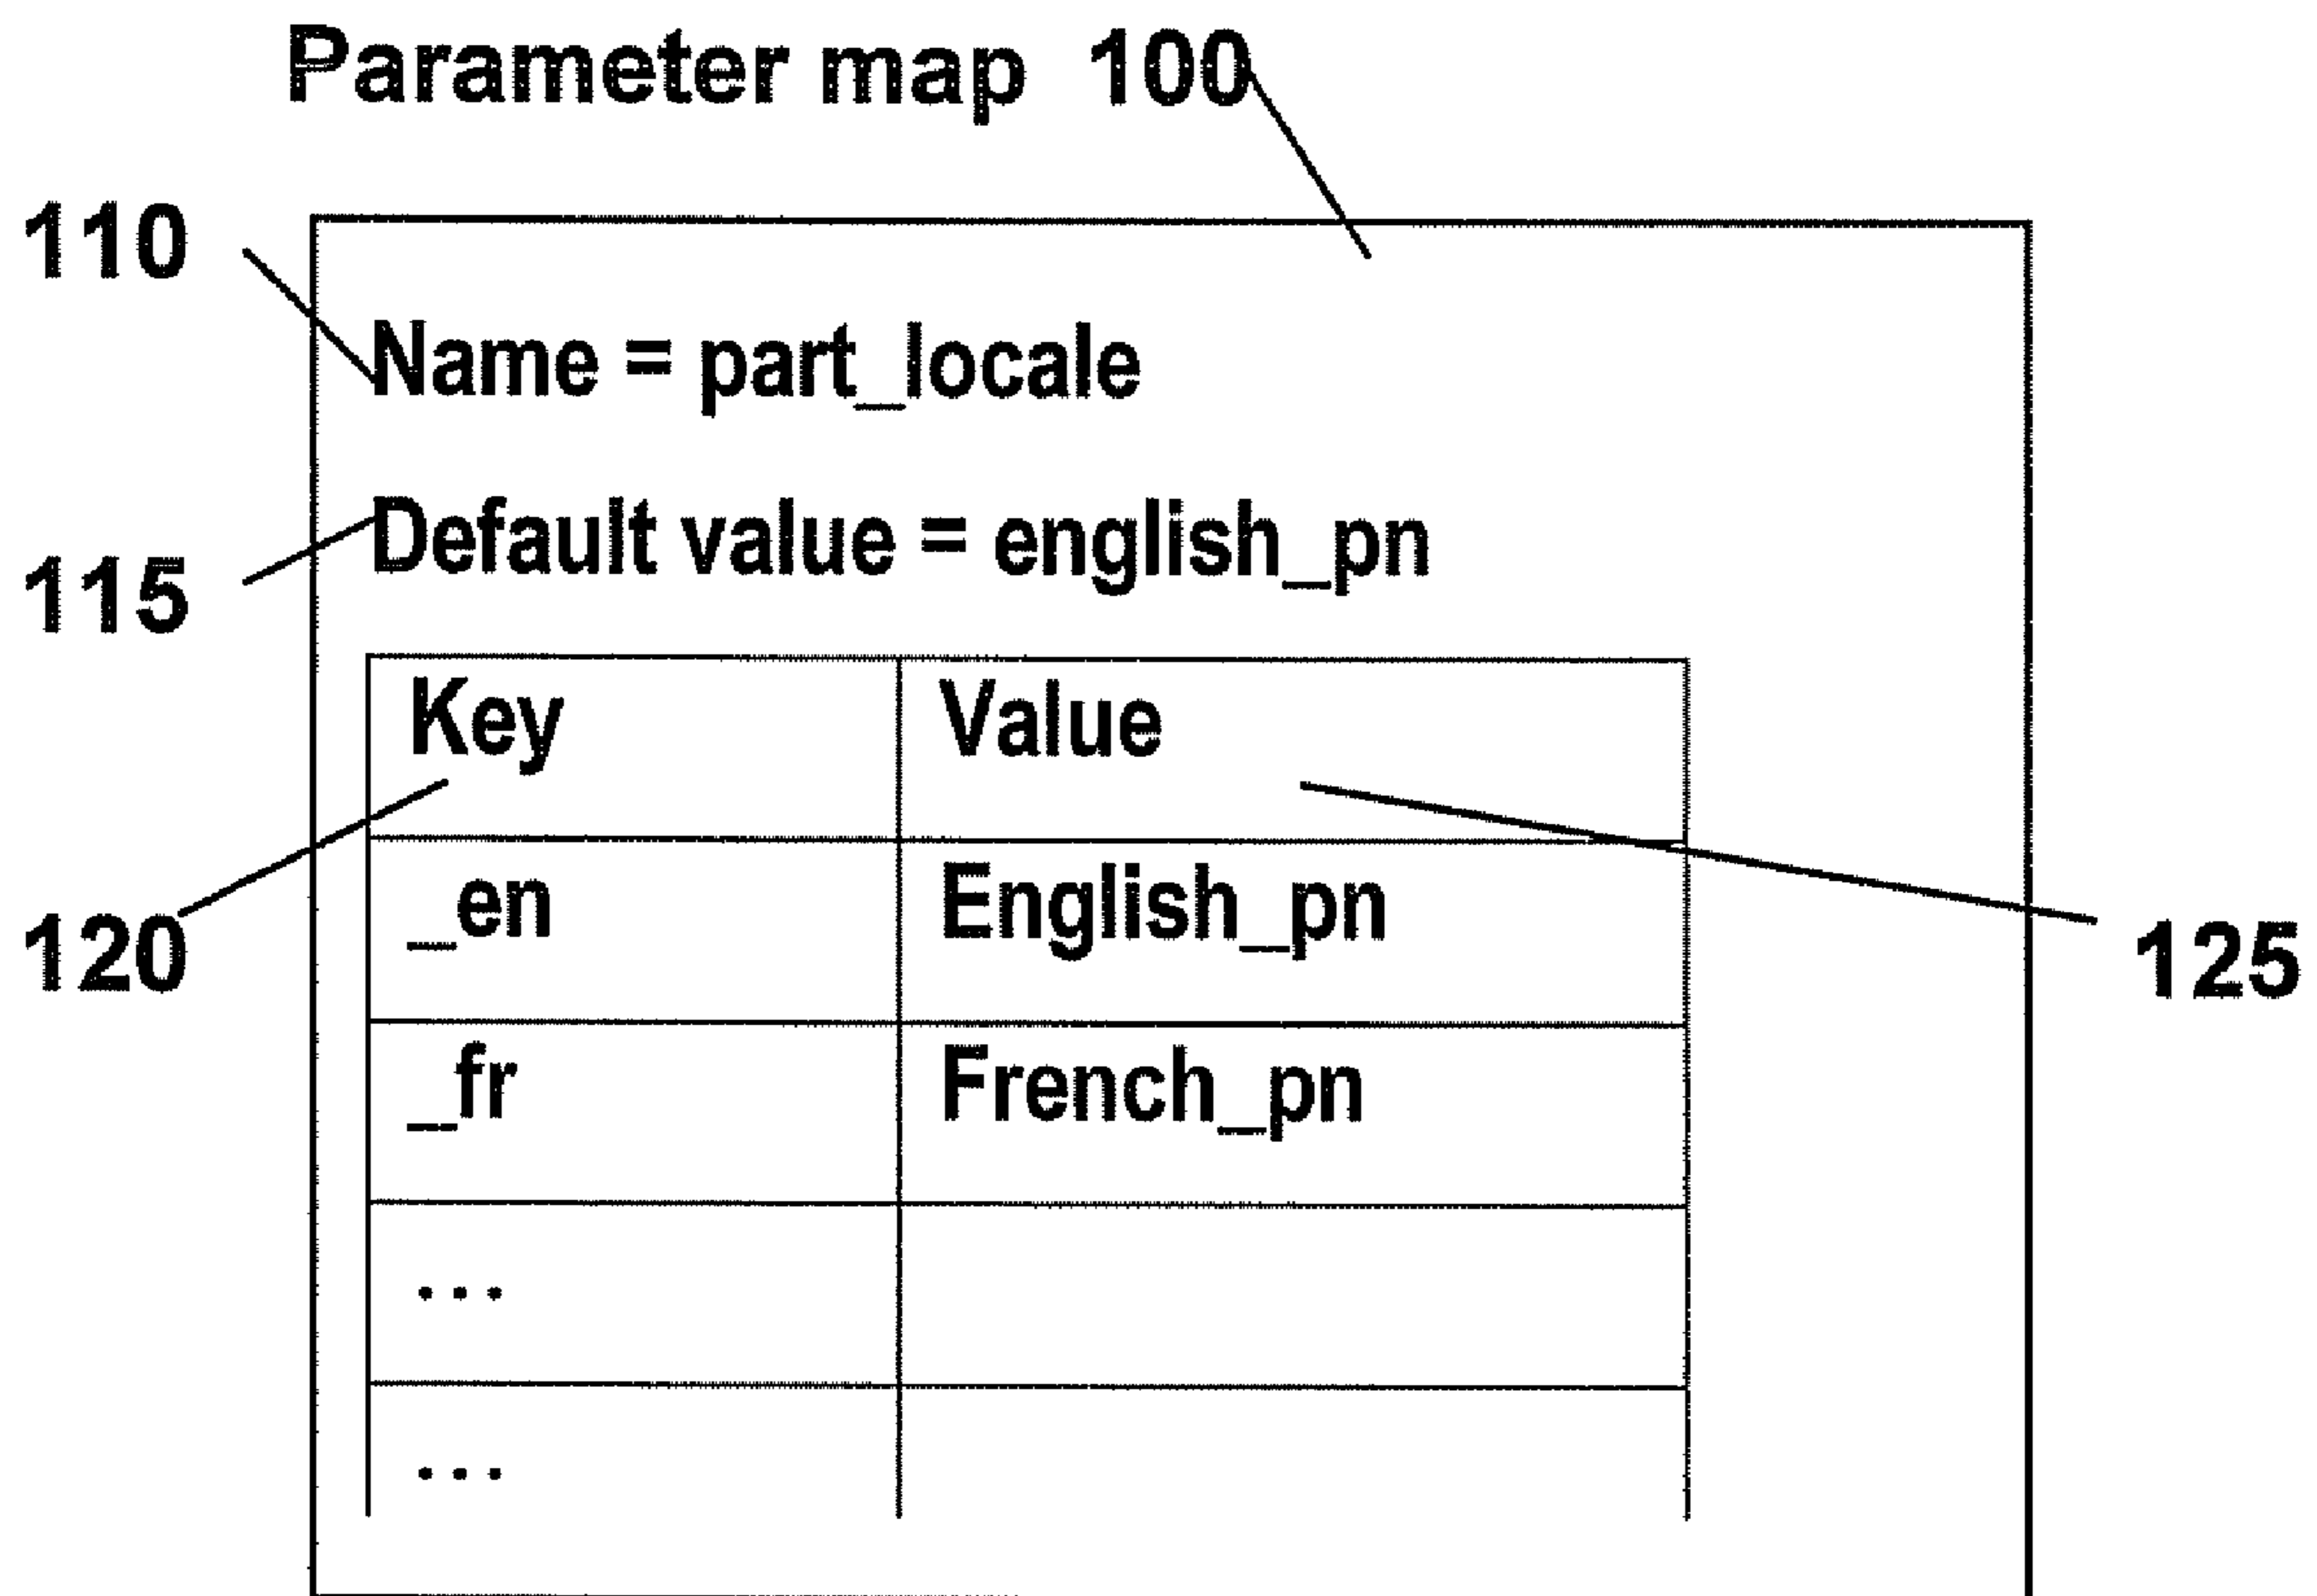 Parameter map 100
110
Name = part_locale
Default value = english_pn
115
Key Value
_en English_pn
120
125
_fr French_pn
...
...